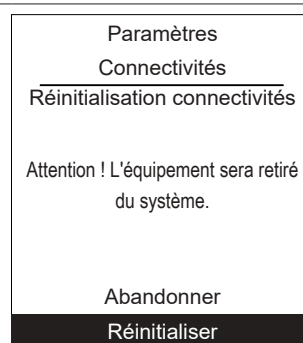 Paramètres
Connectivités
Réinitialisation connectivités
Attention ! L'équipement sera retiré
du système.
Abandonner
Réinitialiser